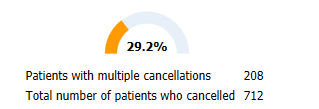 29.2%
Patients with multiple cancellations 208
Total number of patients who cancelled 712